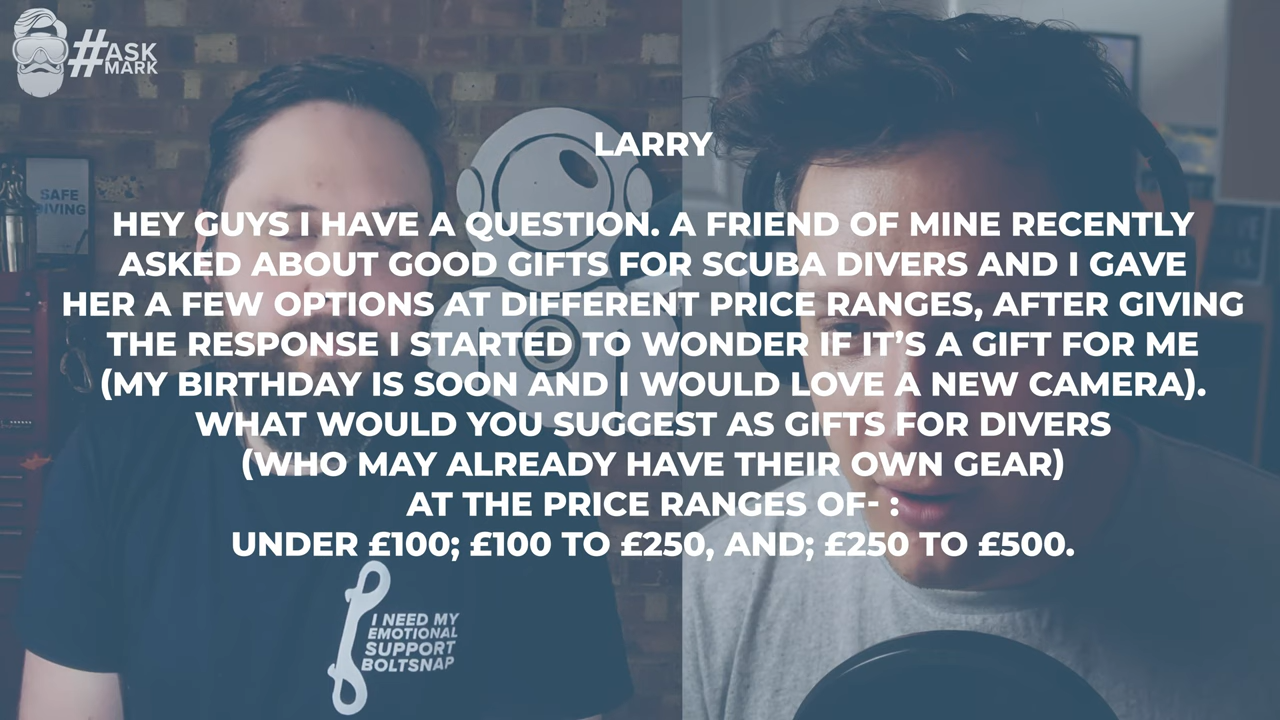 #ASK
MARK
LARRY
HEY GUYS I HAVE A QUESTION. A FRIEND OF MINE RECENTLY
ASKED ABOUT GOOD GIFTS FOR SCUBA DIVERS AND I GAVE
HER A FEW OPTIONS AT DIFFERENT PRICE RANGES, AFTER GIVING
THE RESPONSE I STARTED TO WONDER IF IT’S A GIFT FOR ME
(MY BIRTHDAY IS SOON AND I WOULD LOVE A NEW CAMERA).
WHAT WOULD YOU SUGGEST AS GIFTS FOR DIVERS
(WHO MAY ALREADY HAVE THEIR OWN GEAR)
AT THE PRICE RANGES OF- :
UNDER £100; £100 TO £250, AND; £250 TO £500.
SAFE
DIVING
I NEED MY
EMOTIONAL
SUPPORT
BOLTSNAP